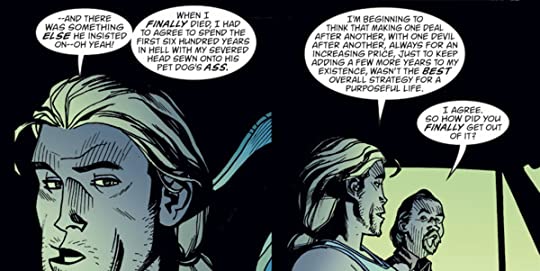 --AND THERE
WAS SOMETHING
ELSE HE INSISTED
ON--OH YEAH!
WHEN I
FINALLY DIED, I HAD
TO AGREE TO SPEND THE
FIRST SIX HUNDRED YEARS
IN HELL WITH MY SEVERED
HEAD SEWN ONTO HIS
PET DOG'S ASS.
I'M BEGINNING TO
THINK THAT MAKING ONE DEAL
AFTER ANOTHER, WITH ONE DEVIL
AFTER ANOTHER, ALWAYS FOR AN
INCREASING PRICE, JUST TO KEEP
ADDING A FEW MORE YEARS TO MY
EXISTENCE, WASN'T THE BEST
OVERALL STRATEGY FOR A
PURPOSEFUL LIFE.
I AGREE.
SO HOW DID YOU
FINALLY GET OUT
OF IT?